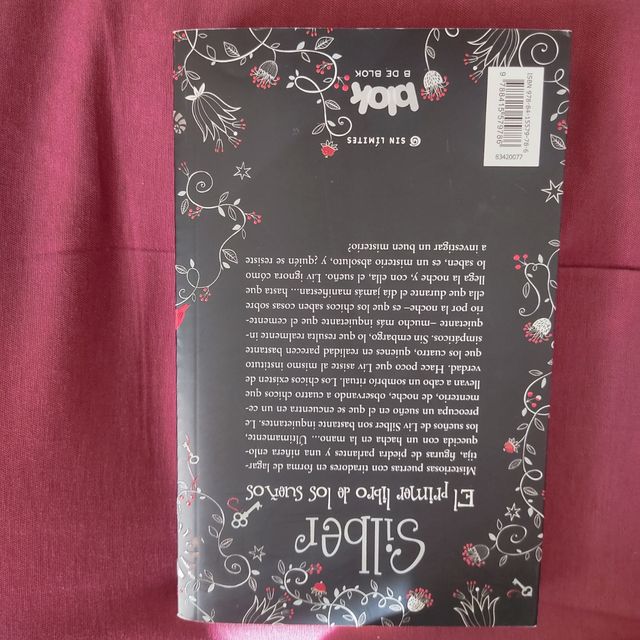 Silber
El primer libro de los sueños
Misteriosas puertas con tiradores en forma de lagar-
tija, figuras de piedra parlantes y una niñera enlo-
quecida con un hacha en la mano... Últimamente,
los sueños de Liv Silber son bastante inquietantes. Le
preocupa un sueño en el que se encuentra en un ce-
menterio, de noche, observando a cuatro chicos que
llevan a cabo un sombrío ritual. Los chicos existen de
verdad. Hace poco que Liv asiste al mismo instituto
que los cuatro, quienes en realidad parecen bastante
simpáticos. Sin embargo, lo que resulta realmente in-
quietante –mucho más inquietante que el cemente-
rio por la noche– es que los chicos saben cosas sobre
ella que durante el día jamás manifestan... hasta que
llega la noche y, con ella, el sueño. Liv ignora cómo
lo saben, es un misterio absoluto, y ¿quién se resiste
a investigar un buen misterio?
SIN LÍMITES
blok
B DE BLOK
ISBN 978-84-15579-78-6
9 788415 579786
83420077